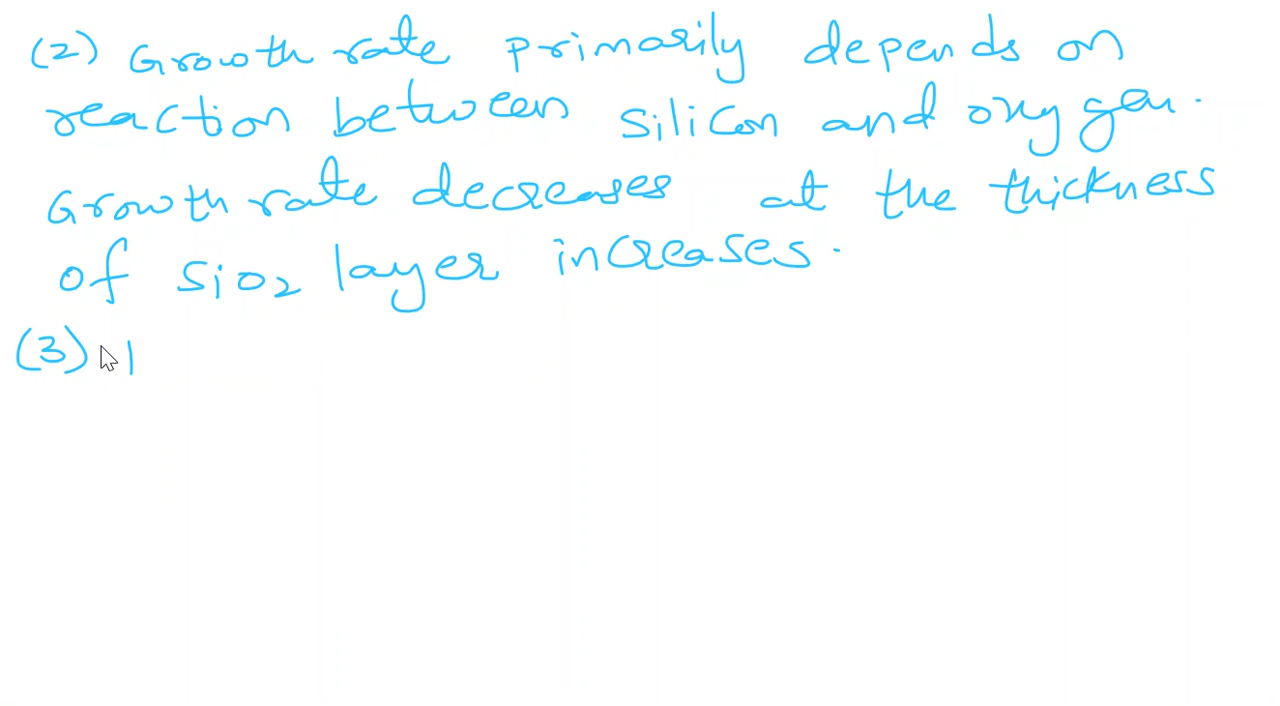 (2) Growth rate primarily depends on
reaction between silicon and oxygen.
Growth rate decreases at the thickness
of SiO2 layer increases.
(3)